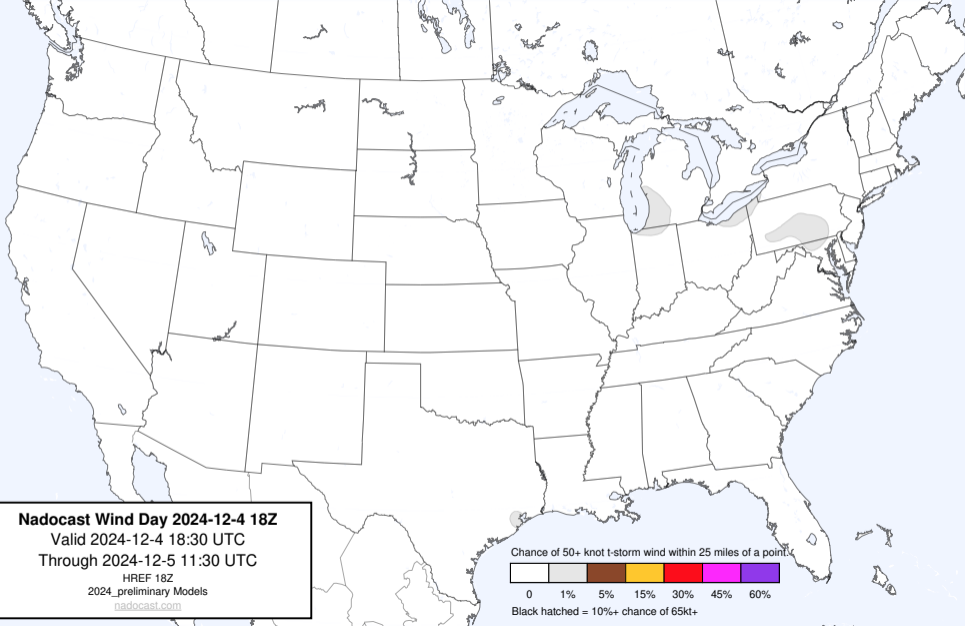 Nadocast Wind Day 2024-12-4 18Z
Valid 2024-12-4 18:30 UTC
Through 2024-12-5 11:30 UTC
HREF 18Z
2024_preliminary Models
nadocast.com
Chance of 50+ knot t-storm wind within 25 miles of a point.
0 1% 5% 15% 30% 45% 60%
Black hatched = 10%+ chance of 65kt+